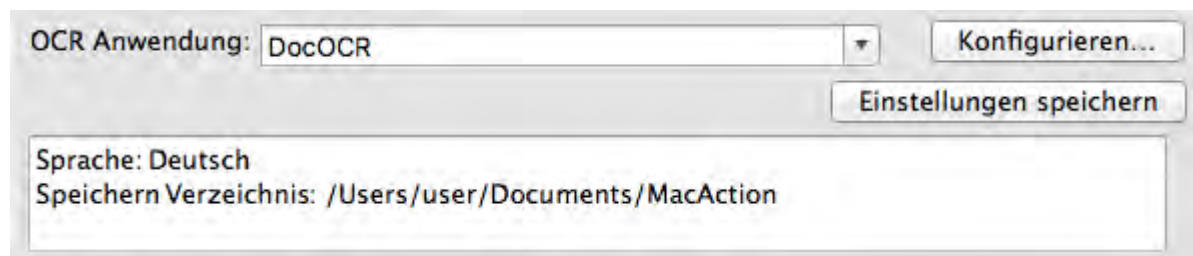 OCR Anwendung: DocOCR Konfigurieren...
Einstellungen speichern
Sprache: Deutsch
Speichern Verzeichnis: /Users/user/Documents/MacAction